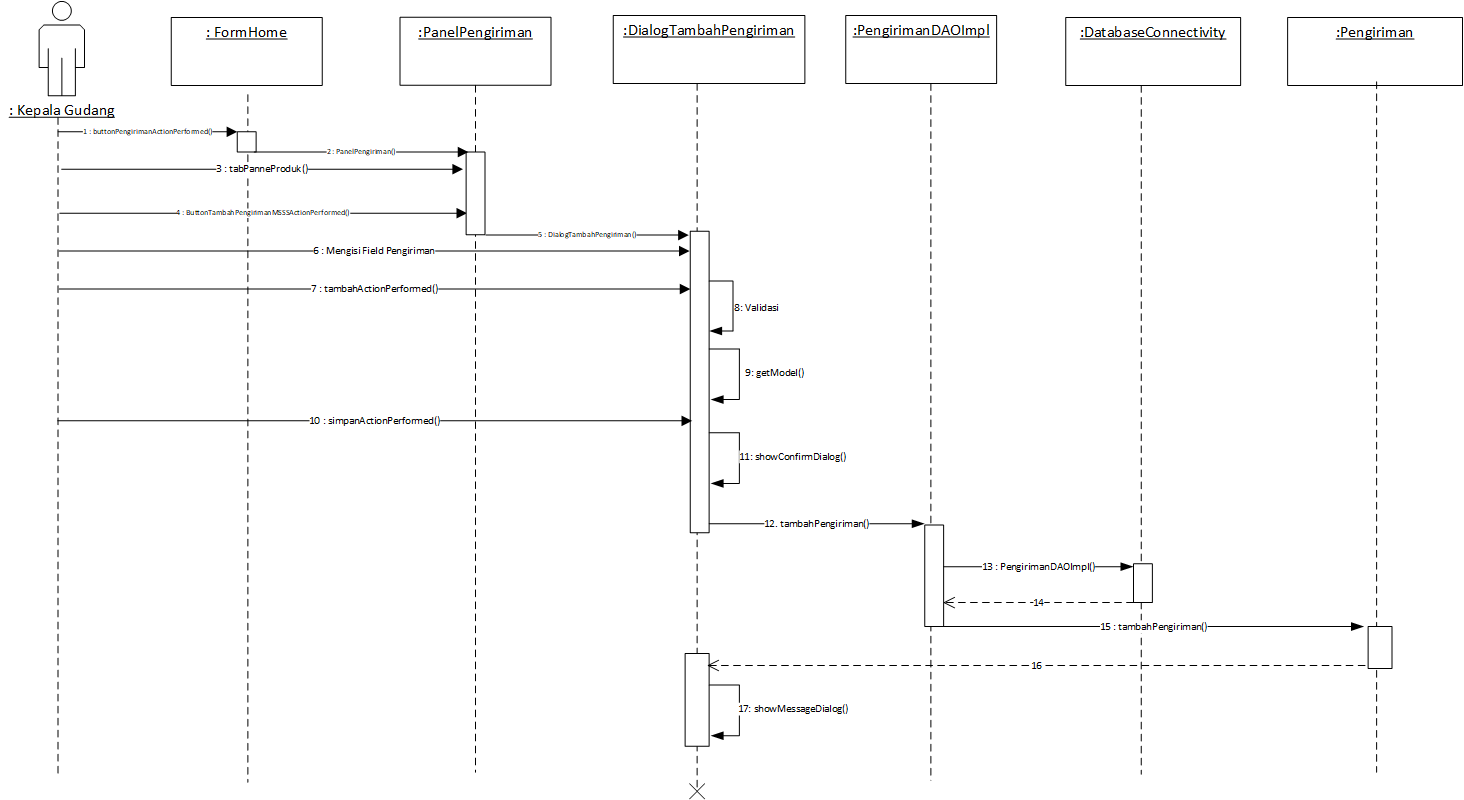 : FormHome
:PanelPengiriman
:DialogTambahPengiriman
:PengirimanDAOImpl
:DatabaseConnectivity
:Pengiriman
: Kepala Gudang
1 : buttonPengirimanActionPerformed()
2 : PanelPengiriman()
3 : tabPanneProduk()
4 : ButtonTambahPengirimanMSSSActionPerformed()
5 : DialogTambahPengiriman()
6 : Mengisi Field Pengiriman
7 : tambahActionPerformed()
8: Validasi
9: getModel()
10 : simpanActionPerformed()
11: showConfirmDialog()
12. tambahPengiriman()
13 : PengirimanDAOImpl()
14
15 : tambahPengiriman()
16
17: showMessageDialog()